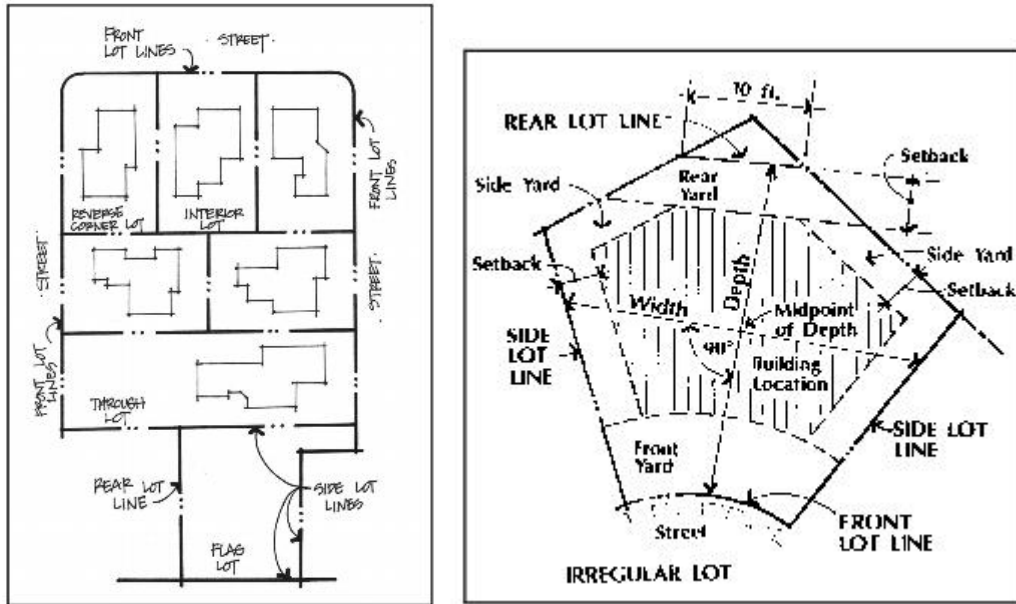 FRONT
LOT LINES
· STREET ·
FRONT LOT
LINES
REVERSE
CORNER LOT
INTERIOR
LOT
· STREET ·
· STREET ·
FRONT LOT
LINES
THROUGH
LOT
REAR LOT
LINE
SIDE LOT
LINES
FLAG
LOT
70 ft.
REAR LOT LINE
Setback
Side Yard
Rear
Yard
Side Yard
Setback
Setback
Width
Depth
Midpoint
of Depth
SIDE
LOT
LINE
90°
Building
Location
SIDE LOT
LINE
Front
Yard
Street
FRONT
LOT LINE
IRREGULAR LOT